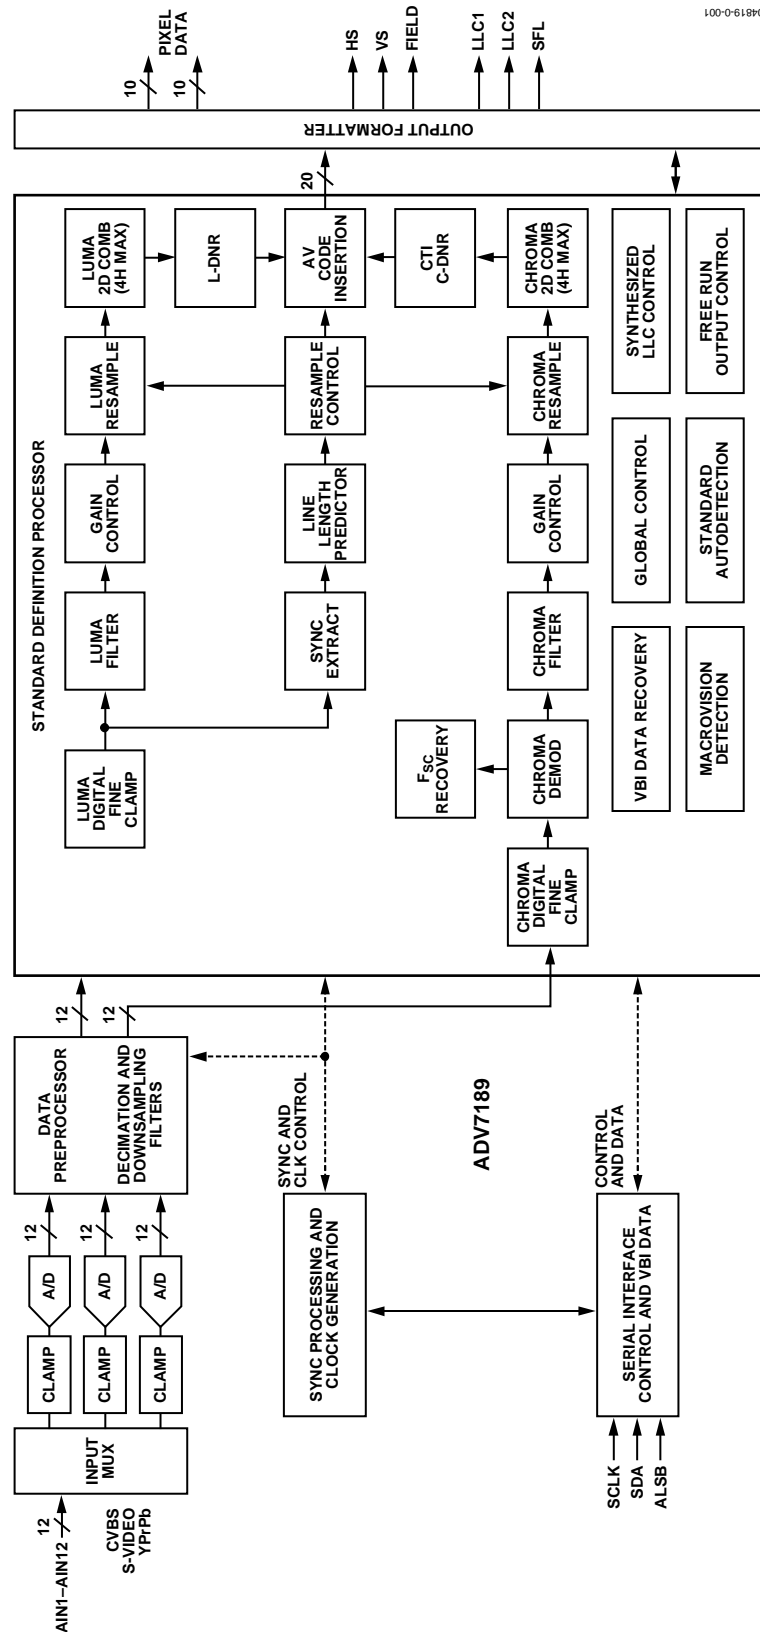 AIN1–AIN12
12
CVBS
S-VIDEO
YPrPb
INPUT
MUX
CLAMP
CLAMP
CLAMP
A/D
A/D
A/D
12
12
12
DATA
PREPROCESSOR
DECIMATION AND
DOWNSAMPLING
FILTERS
12
12
SYNC PROCESSING AND
CLOCK GENERATION
SYNC AND
CLK CONTROL
SCLK
SDA
ALSB
SERIAL INTERFACE
CONTROL AND VBI DATA
CONTROL
AND DATA
ADV7189
STANDARD DEFINITION PROCESSOR
LUMA
DIGITAL
FINE
CLAMP
LUMA
FILTER
GAIN
CONTROL
LUMA
RESAMPLE
LUMA
2D COMB
(4H MAX)
L-DNR
SYNC
EXTRACT
LINE
LENGTH
PREDICTOR
RESAMPLE
CONTROL
AV
CODE
INSERTION
FSC
RECOVERY
CTI
C-DNR
CHROMA
DIGITAL
FINE
CLAMP
CHROMA
DEMOD
CHROMA
FILTER
GAIN
CONTROL
CHROMA
RESAMPLE
CHROMA
2D COMB
(4H MAX)
VBI DATA RECOVERY
GLOBAL CONTROL
SYNTHESIZED
LLC CONTROL
MACROVISION
DETECTION
STANDARD
AUTODETECTION
FREE RUN
OUTPUT CONTROL
20
OUTPUT FORMATTER
10
10
PIXEL
DATA
HS
VS
FIELD
LLC1
LLC2
SFL